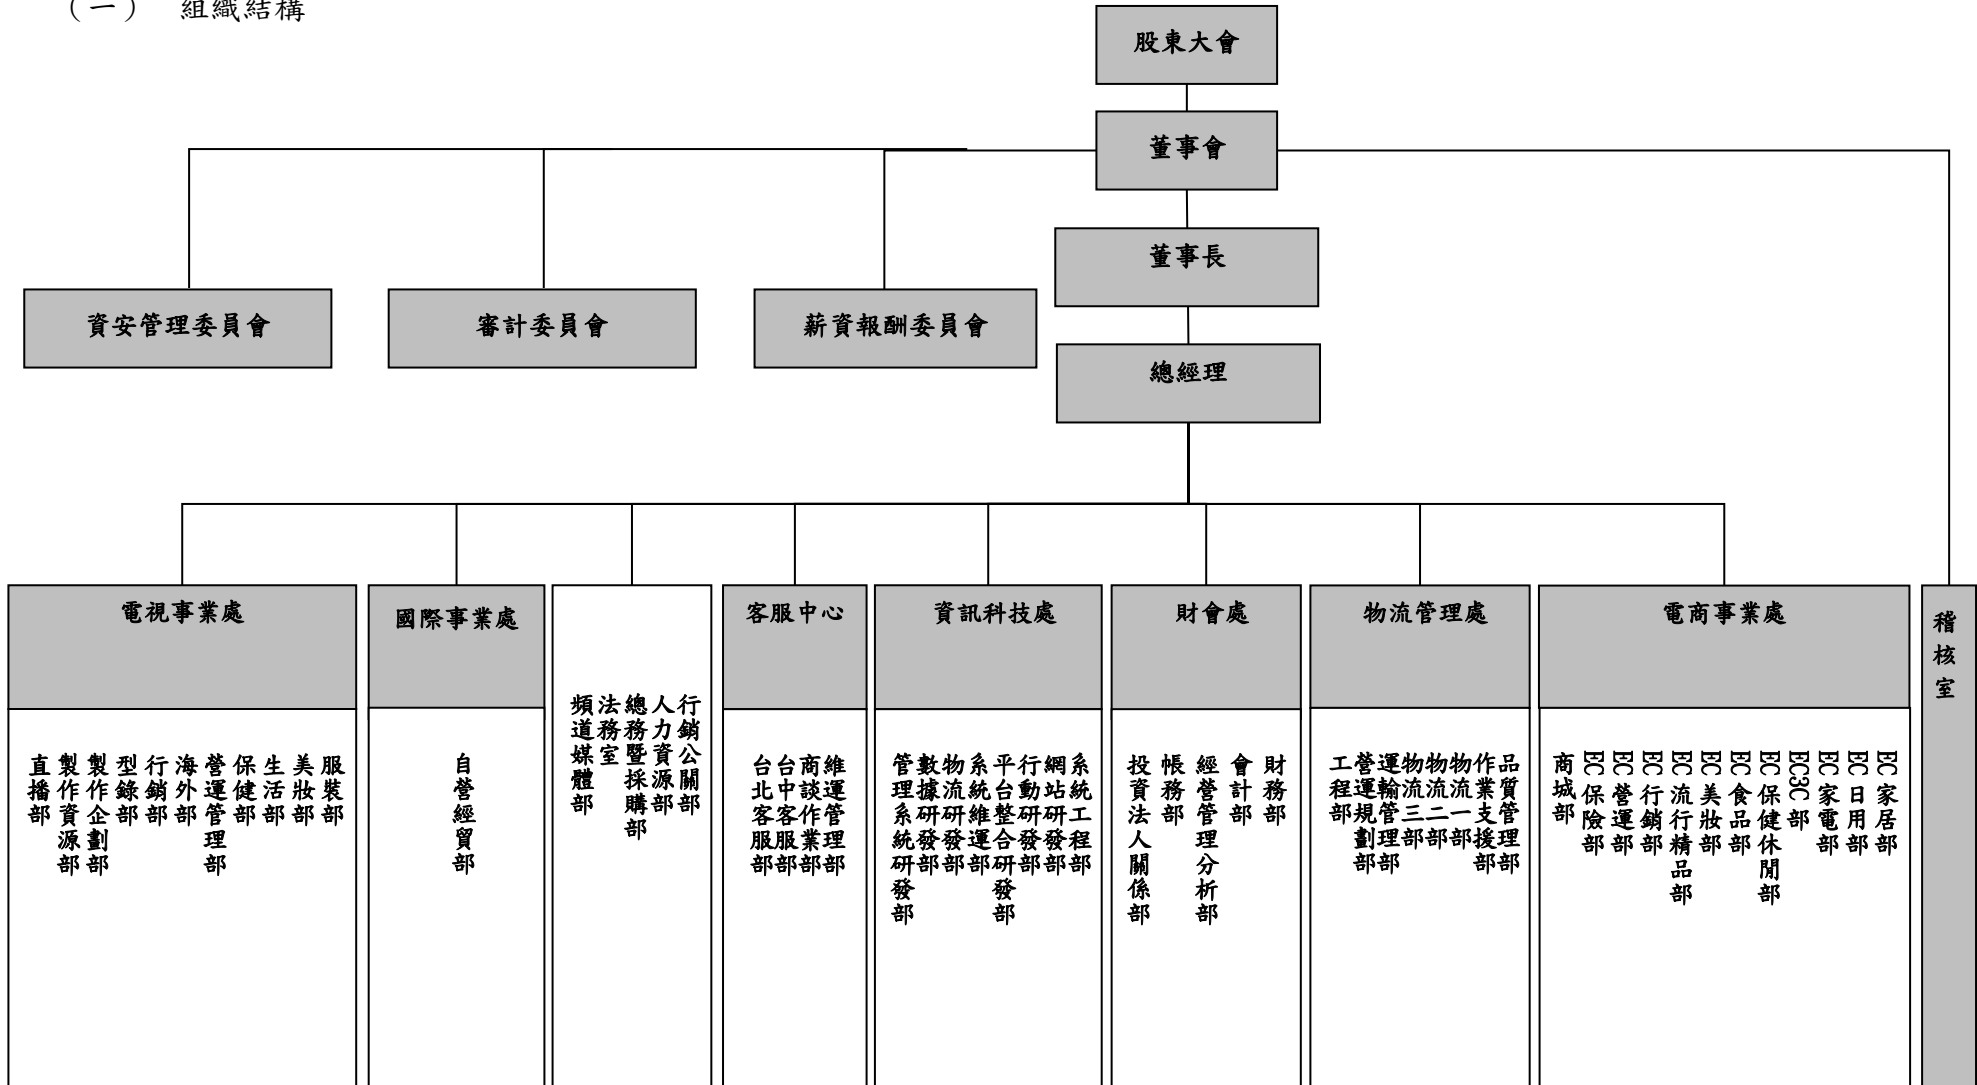 （一） 組織結構
股東大會
董事會
董事長
總經理
資安管理委員會
審計委員會
薪資報酬委員會
電視事業處
國際事業處
客服中心
資訊科技處
財會處
物流管理處
電商事業處
稽核室
直播部
製作資源部
製作企劃部
型錄部
行銷部
海外部
營運管理部
保健部
生活部
美妝部
服裝部
自營經貿部
頻道媒體部
法務室
總務暨採購部
人力資源部
行銷公關部
台北客服部
台中客服部
商談作業部
維運管理部
管理系統研發部
數據研發部
物流研發部
系統維運部
平台整合研發部
行動研發部
網站研發部
系統工程部
投資法人關係部
帳務部
經營管理分析部
會計部
財務部
工程部
營運規劃部
運輸管理部
物流三部
物流二部
物流一部
作業支援部
品質管理部
商城部
EC保險部
EC營運部
EC行銷部
EC流行精品部
EC美妝部
EC食品部
EC保健休閒部
EC3C部
EC家電部
EC日用部
EC家居部